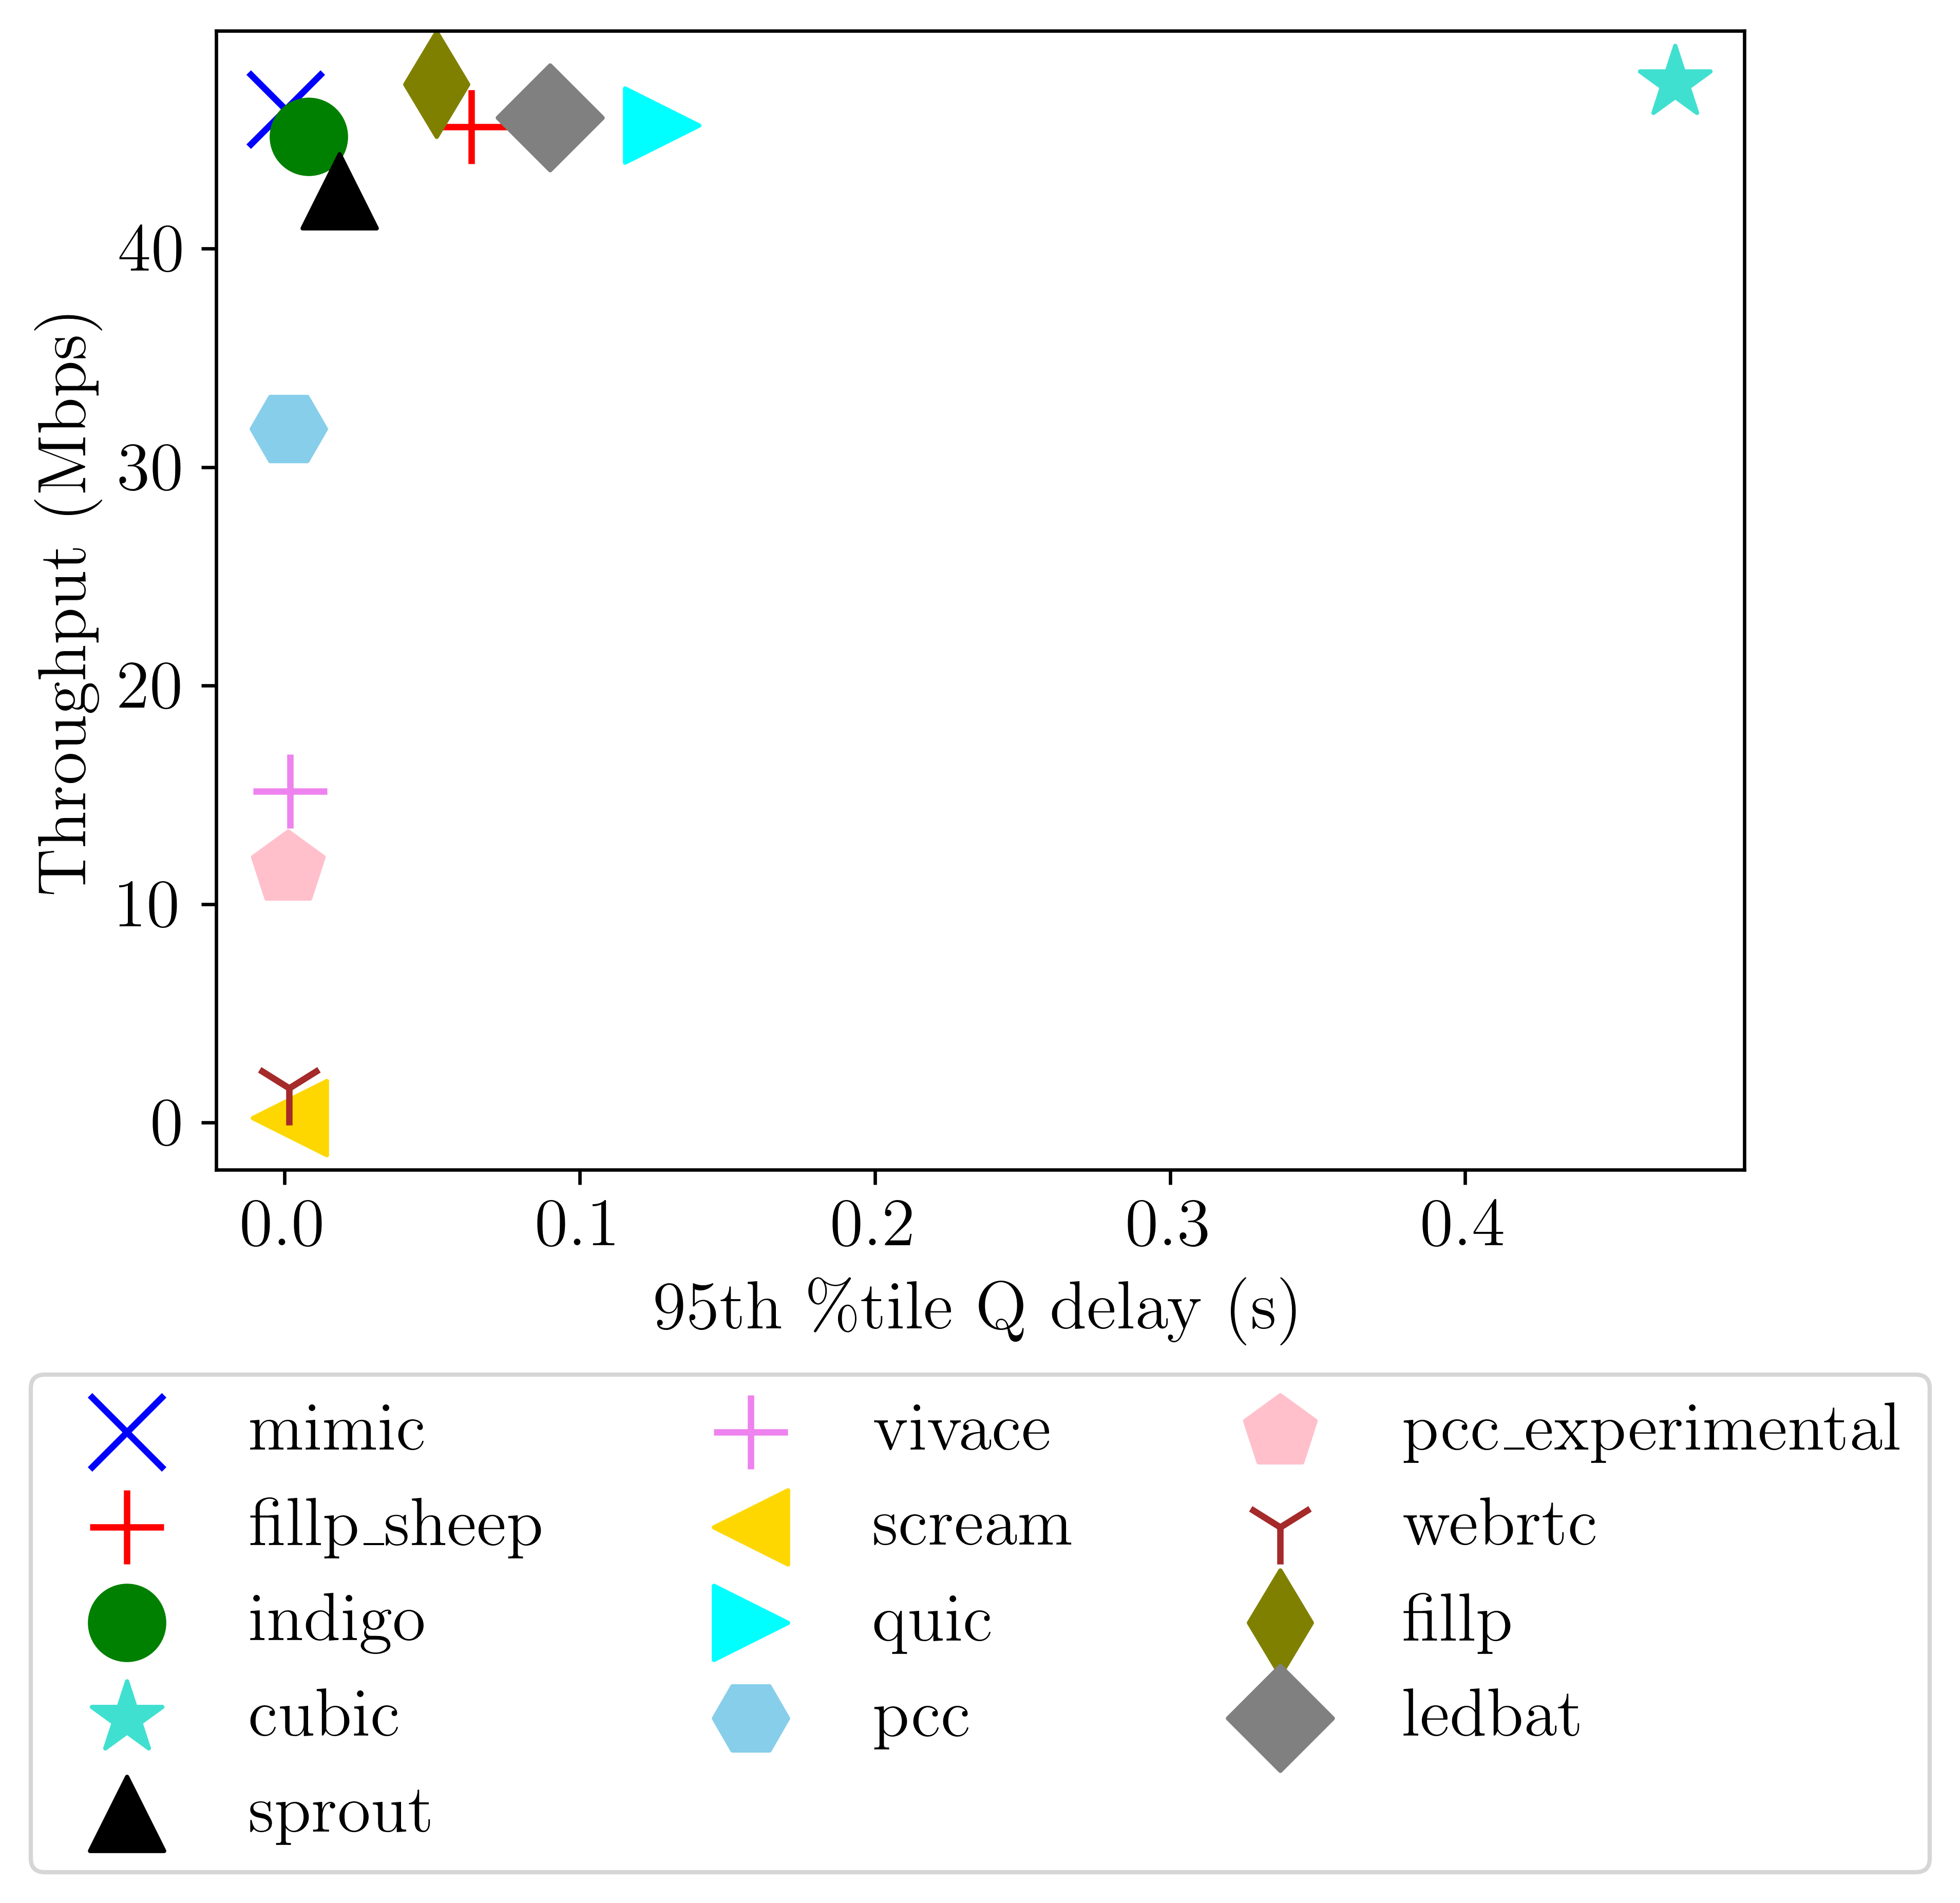 Throughput (Mbps)
40
30
20
10
0
0.0 0.1 0.2 0.3 0.4
95th %tile Q delay (s)
mimic vivace pcc_experimental
fillp_sheep scream webrtc
indigo quic fillp
cubic pcc ledbat
sprout